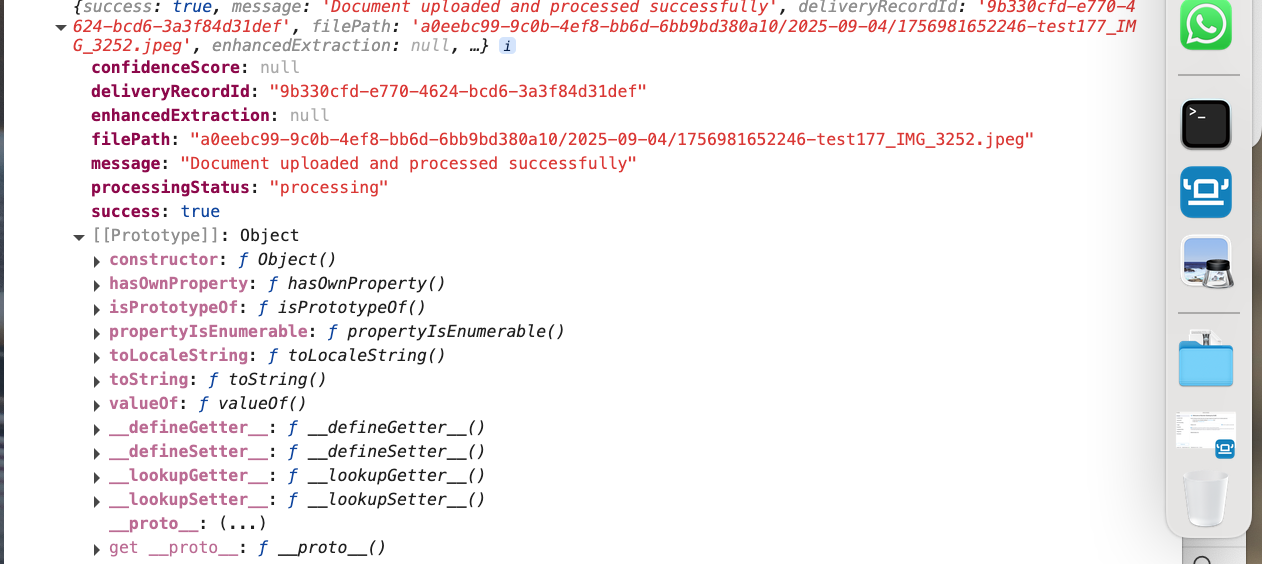 {success: true, message: 'Document uploaded and processed successfully', deliveryRecordId: '9b330cfd-e770-4
624-bcd6-3a3f84d31def', filePath: 'a0eebc99-9c0b-4ef8-bb6d-6bb9bd380a10/2025-09-04/1756981652246-test177_IM
G_3252.jpeg', enhancedExtraction: null, …} i
confidenceScore: null
deliveryRecordId: "9b330cfd-e770-4624-bcd6-3a3f84d31def"
enhancedExtraction: null
filePath: "a0eebc99-9c0b-4ef8-bb6d-6bb9bd380a10/2025-09-04/1756981652246-test177_IMG_3252.jpeg"
message: "Document uploaded and processed successfully"
processingStatus: "processing"
success: true
[[Prototype]]: Object
constructor: ƒ Object()
hasOwnProperty: ƒ hasOwnProperty()
isPrototypeOf: ƒ isPrototypeOf()
propertyIsEnumerable: ƒ propertyIsEnumerable()
toLocaleString: ƒ toLocaleString()
toString: ƒ toString()
valueOf: ƒ valueOf()
__defineGetter__: ƒ __defineGetter__()
__defineSetter__: ƒ __defineSetter__()
__lookupGetter__: ƒ __lookupGetter__()
__lookupSetter__: ƒ __lookupSetter__()
__proto__: (...)
get __proto__: ƒ __proto__()
>_